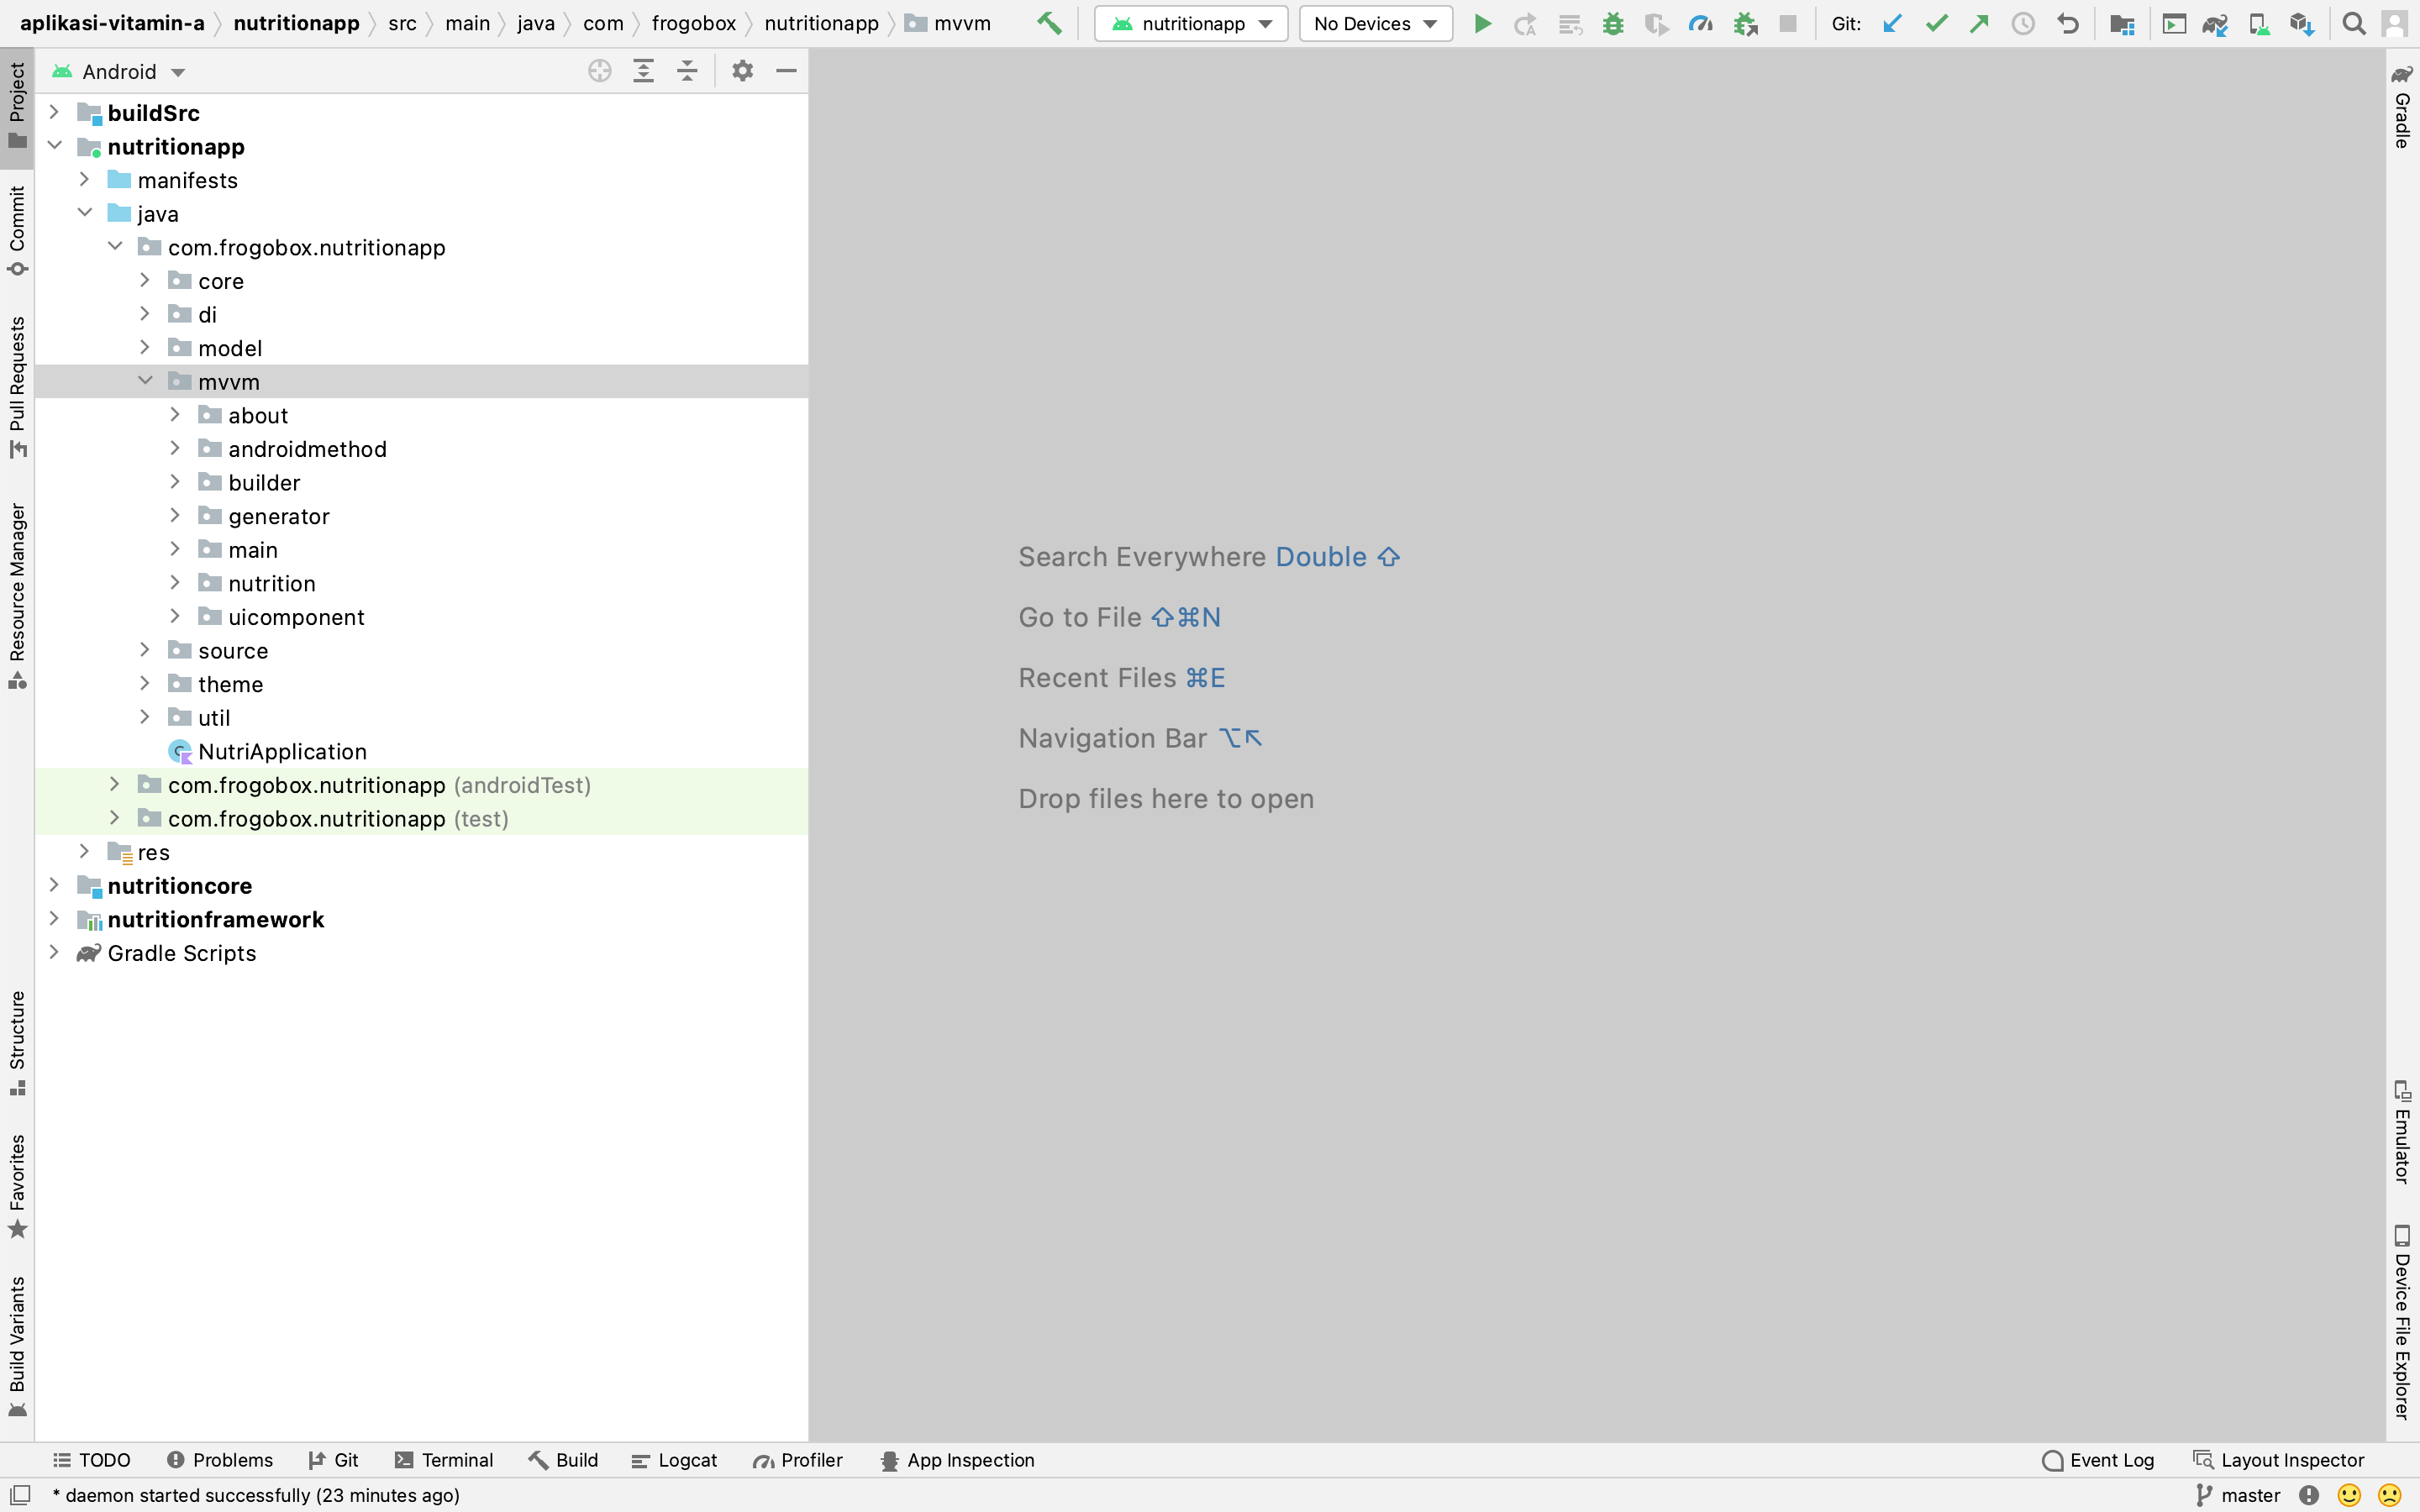 aplikasi-vitamin-a nutritionapp src main java com frogobox nutritionapp mvvm nutritionapp No Devices Git:
Project
Commit
Pull Requests
Resource Manager
Structure
Favorites
Build Variants
Android
buildSrc
nutritionapp
manifests
java
com.frogobox.nutritionapp
core
di
model
mvvm
about
androidmethod
builder
generator
main
nutrition
uicomponent
source
theme
util
NutriApplication
com.frogobox.nutritionapp (androidTest)
com.frogobox.nutritionapp (test)
res
nutritioncore
nutritionframework
Gradle Scripts
Search Everywhere Double ⇧
Go to File ⇧⌘N
Recent Files ⌘E
Navigation Bar ⌥↖
Drop files here to open
Gradle
Emulator
Device File Explorer
TODO Problems Git Terminal Build Logcat Profiler App Inspection Event Log Layout Inspector
* daemon started successfully (23 minutes ago) master